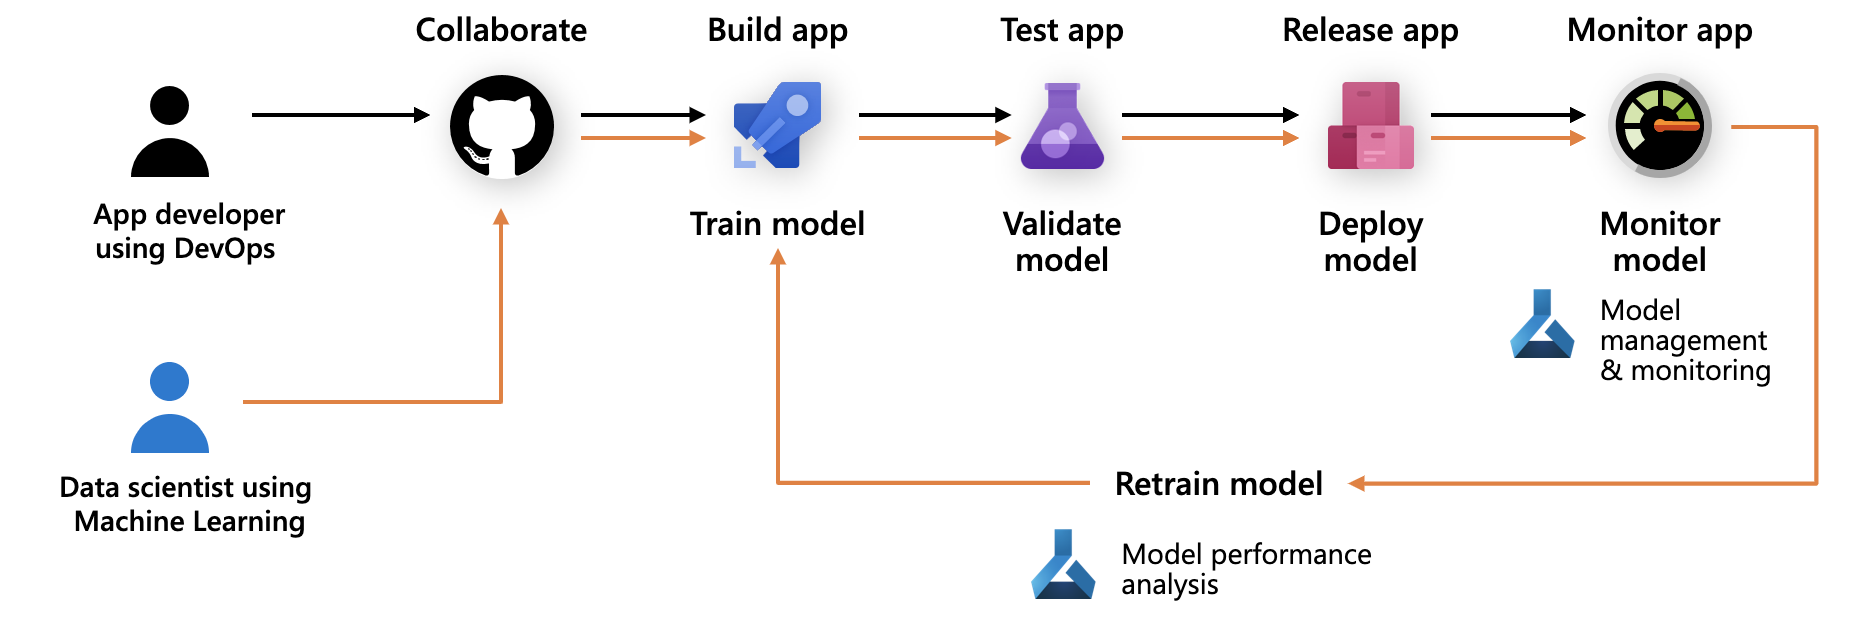 Collaborate
Build app
Test app
Release app
Monitor app
App developer
using DevOps
Train model
Validate
model
Deploy
model
Monitor
model
Model
management
& monitoring
Data scientist using
Machine Learning
Retrain model
Model performance
analysis